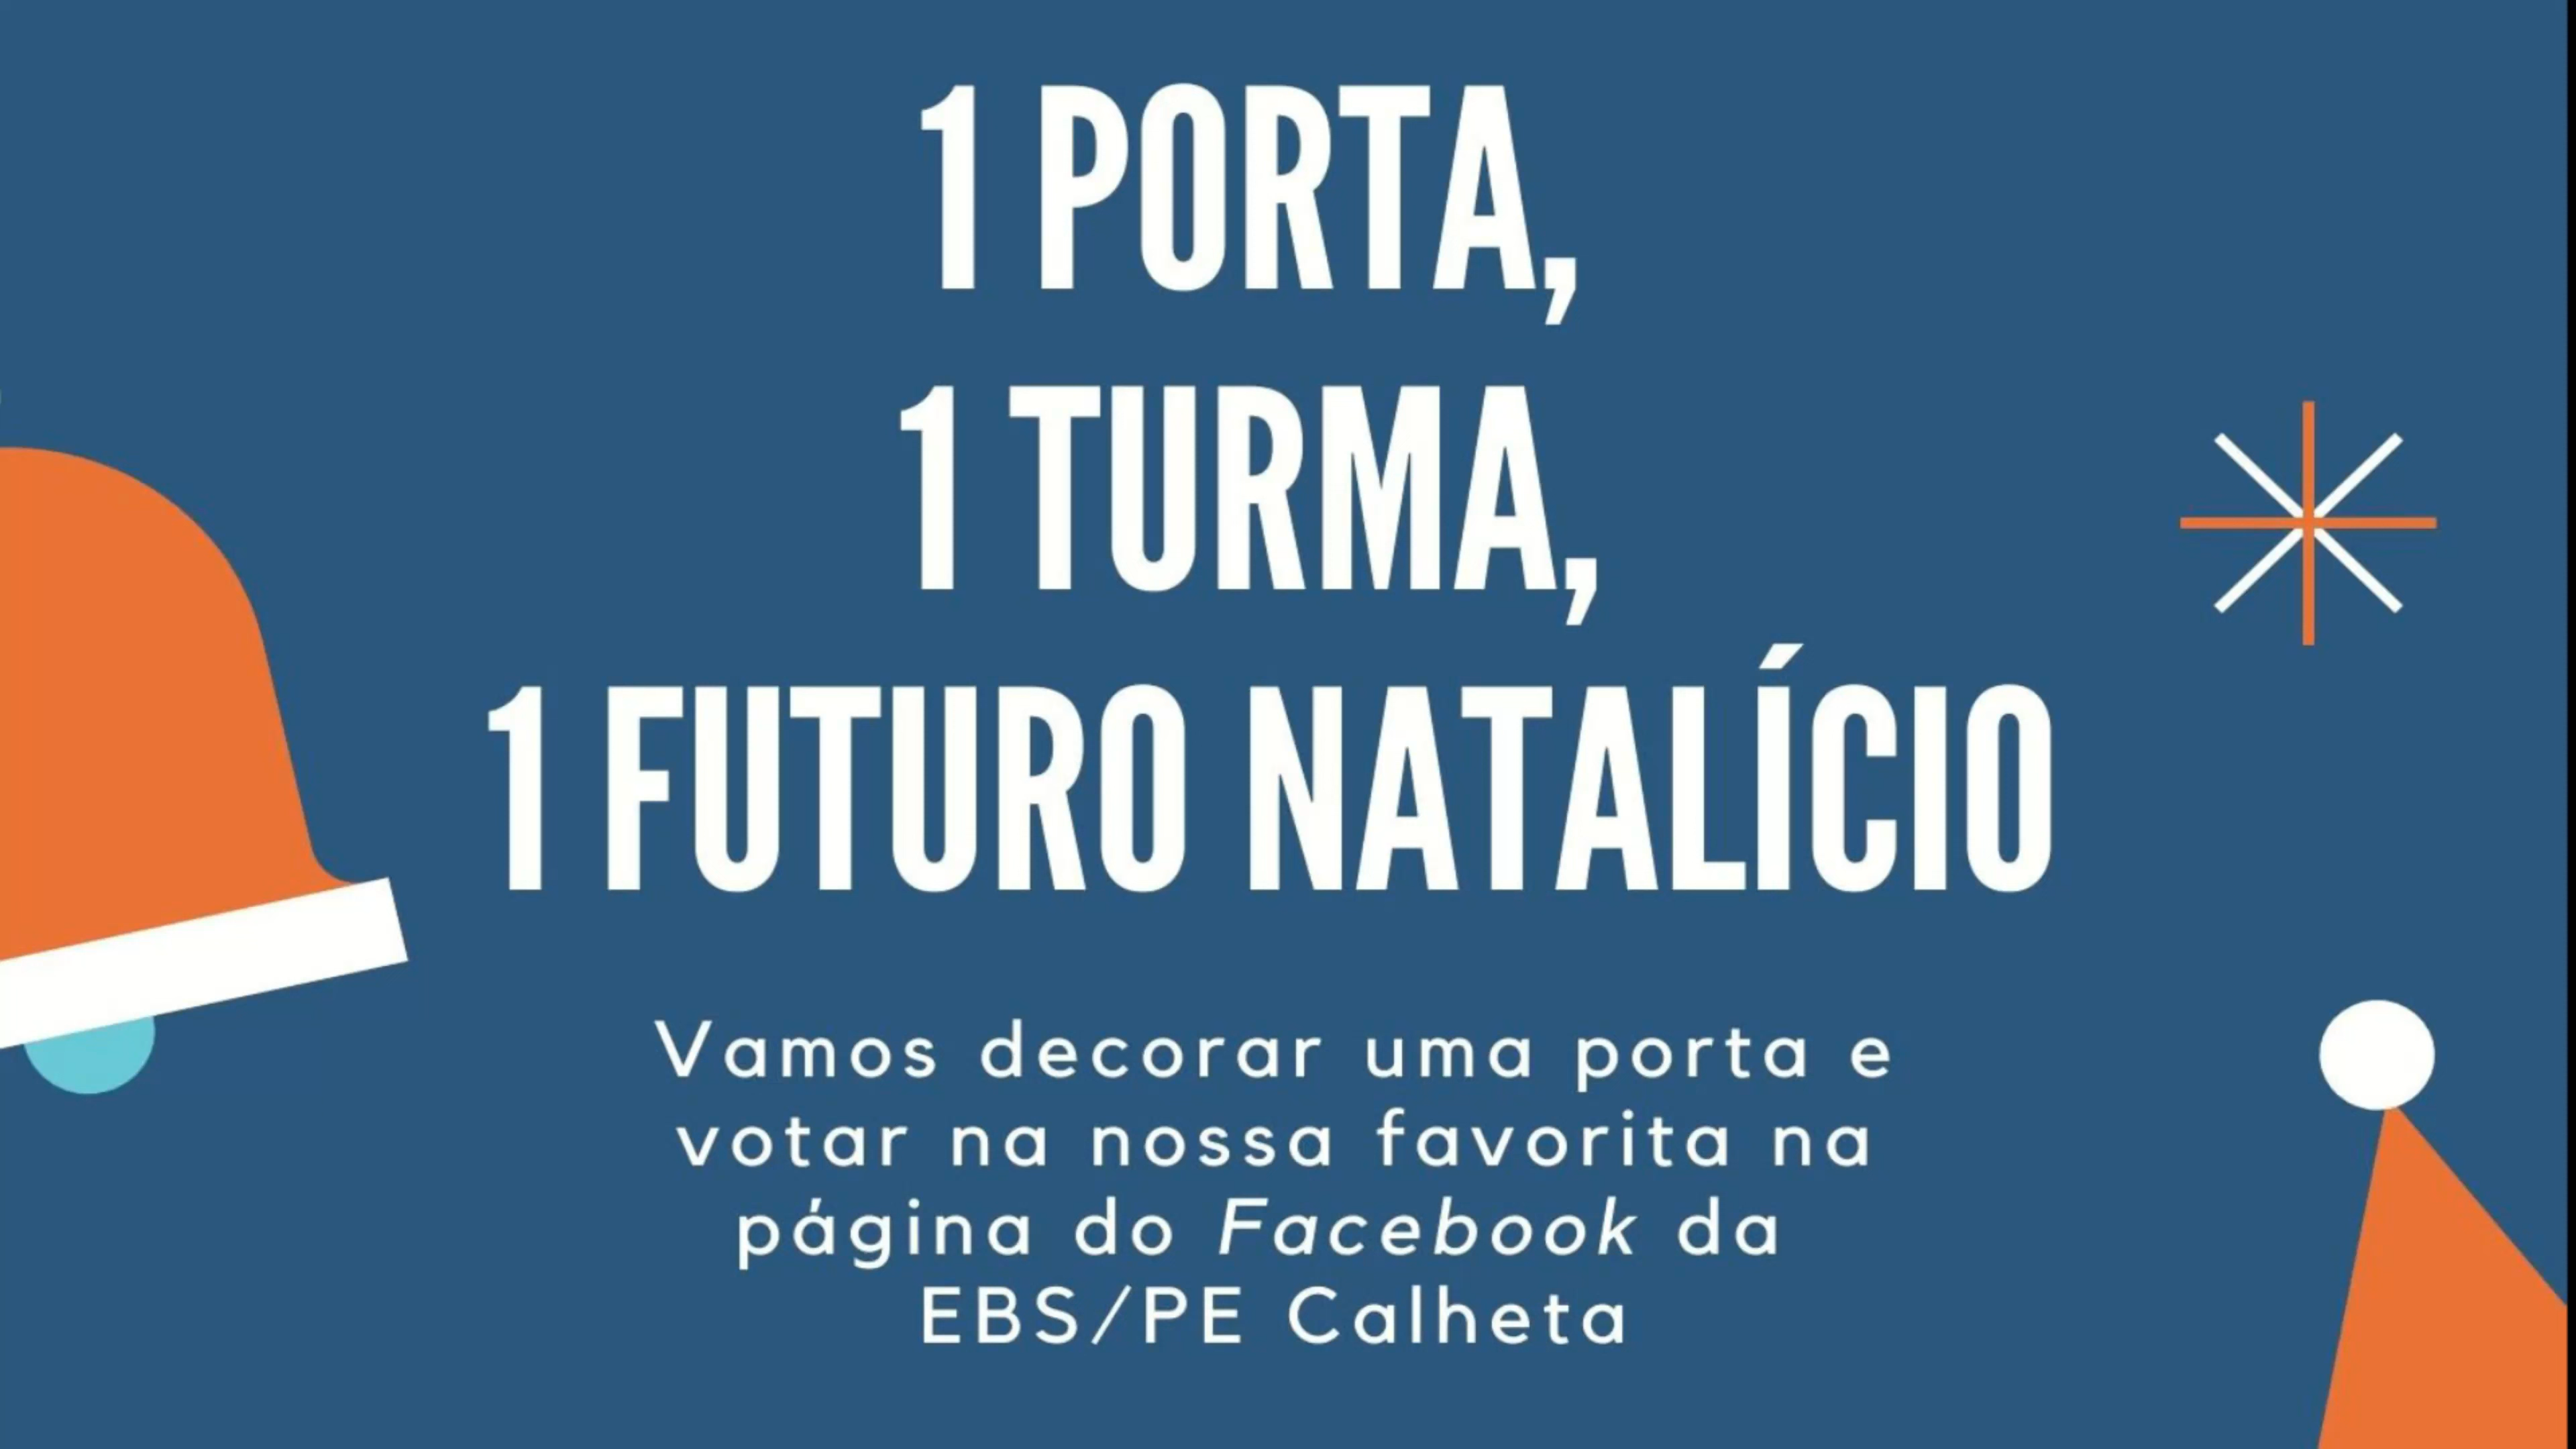 1 PORTA,
1 TURMA,
1 FUTURO NATALÍCIO
Vamos decorar uma porta e
votar na nossa favorita na
página do Facebook da
EBS/PE Calheta